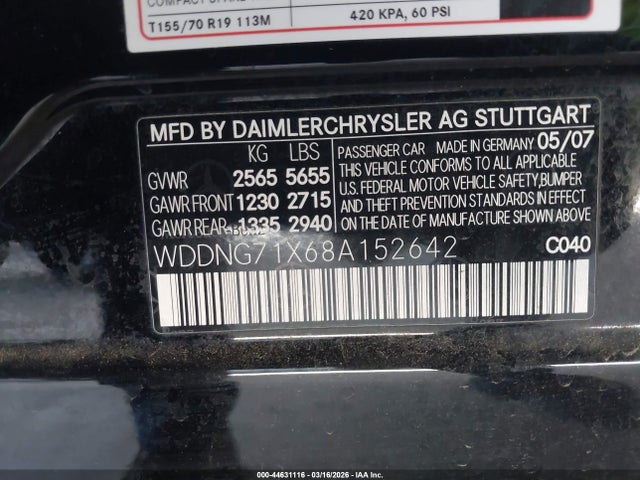 T155/70 R19 113M 420 KPA, 60 PSI
MFD BY DAIMLERCHRYSLER AG STUTTGART
KG LBS
GVWR 2565 5655
GAWR FRONT 1230 2715
GAWR REAR 1335 2940
PASSENGER CAR MADE IN GERMANY 05/07
THIS VEHICLE CONFORMS TO ALL APPLICABLE
U.S. FEDERAL MOTOR VEHICLE SAFETY,BUMPER
AND THEFT PREVENTION STANDARDS IN EFFECT
ON THE DATE OF MANUFACTURE SHOWN ABOVE.
WDDNG71X68A152642 C040
000-44631116 - 03/16/2026 - IAA Inc.